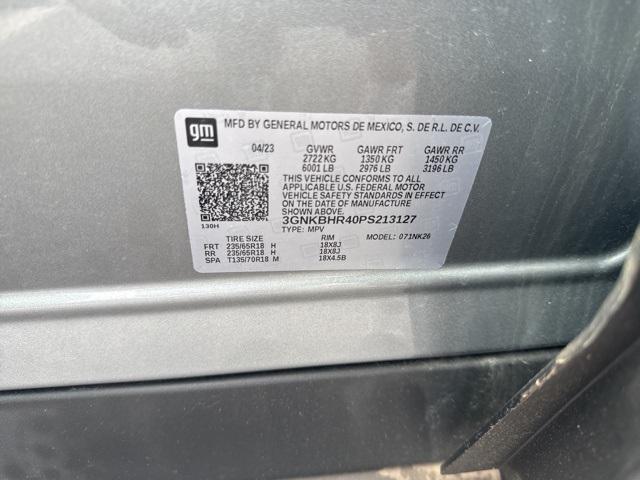 gm MFD BY GENERAL MOTORS DE MEXICO, S. DE R.L. DE C.V.
04/23 GVWR GAWR FRT GAWR RR
2722 KG 1350 KG 1450 KG
6001 LB 2976 LB 3196 LB
THIS VEHICLE CONFORMS TO ALL
APPLICABLE U.S. FEDERAL MOTOR
VEHICLE SAFETY STANDARDS IN EFFECT
ON THE DATE OF MANUFACTURE
SHOWN ABOVE.
3GNKBHR40PS213127
130H TYPE: MPV MODEL: 071NK26
TIRE SIZE RIM
FRT 235/65R18 H 18X8J
RR 235/65R18 H 18X8J
SPA T135/70R18 M 18X4.5B